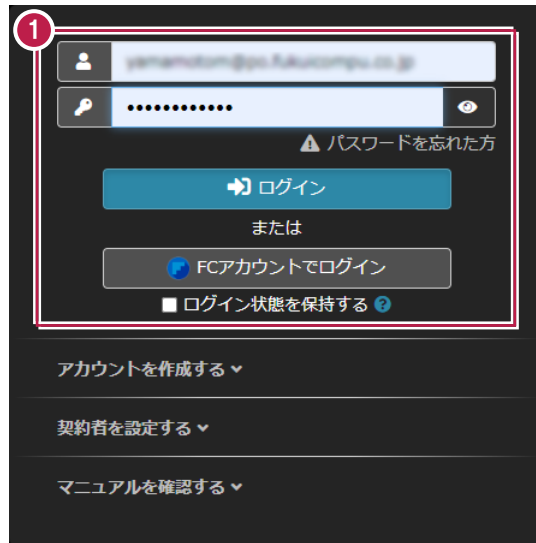 1
パスワードを忘れた方
ログイン
または
FCアカウントでログイン
ログイン状態を保持する
アカウントを作成する
契約者を設定する
マニュアルを確認する